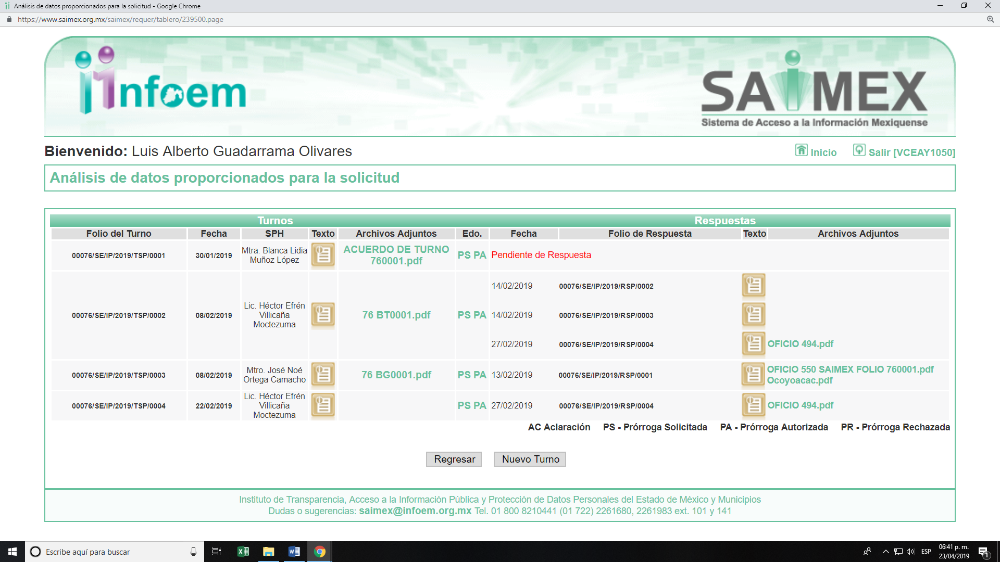 Análisis de datos proporcionados para la solicitud - Google Chrome
https://www.saimex.org.mx/saimex/requer/tablero/239500.page
infoem
SAIMEX
Sistema de Acceso a la Información Mexiquense
Bienvenido: Luis Alberto Guadarrama Olivares
Inicio Salir [VCEAY1050]
Análisis de datos proporcionados para la solicitud
Turnos Respuestas
Folio del Turno Fecha SPH Texto Archivos Adjuntos Edo. Fecha Folio de Respuesta Texto Archivos Adjuntos
00076/SE/IP/2019/TSP/0001 30/01/2019 Mtra. Blanca Lidia Muñoz López ACUERDO DE TURNO 760001.pdf PS PA Pendiente de Respuesta
14/02/2019 00076/SE/IP/2019/RSP/0002
00076/SE/IP/2019/TSP/0002 08/02/2019 Lic. Héctor Efrén Villicaña Moctezuma 76 BT0001.pdf PS PA 14/02/2019 00076/SE/IP/2019/RSP/0003
27/02/2019 00076/SE/IP/2019/RSP/0004 OFICIO 494.pdf
00076/SE/IP/2019/TSP/0003 08/02/2019 Mtro. José Noé Ortega Camacho 76 BG0001.pdf PS PA 13/02/2019 00076/SE/IP/2019/RSP/0001 OFICIO 550 SAIMEX FOLIO 760001.pdf Ocoyoacac.pdf
00076/SE/IP/2019/TSP/0004 22/02/2019 Lic. Héctor Efrén Villicaña Moctezuma PS PA 27/02/2019 00076/SE/IP/2019/RSP/0004 OFICIO 494.pdf
AC Aclaración PS - Prórroga Solicitada PA - Prórroga Autorizada PR - Prórroga Rechazada
Regresar Nuevo Turno
Instituto de Transparencia, Acceso a la Información Pública y Protección de Datos Personales del Estado de México y Municipios
Dudas o sugerencias: saimex@infoem.org.mx Tel. 01 800 8210441 (01 722) 2261680, 2261983 ext. 101 y 141
Escribe aquí para buscar
ESP
06:41 p. m.
23/04/2019
1